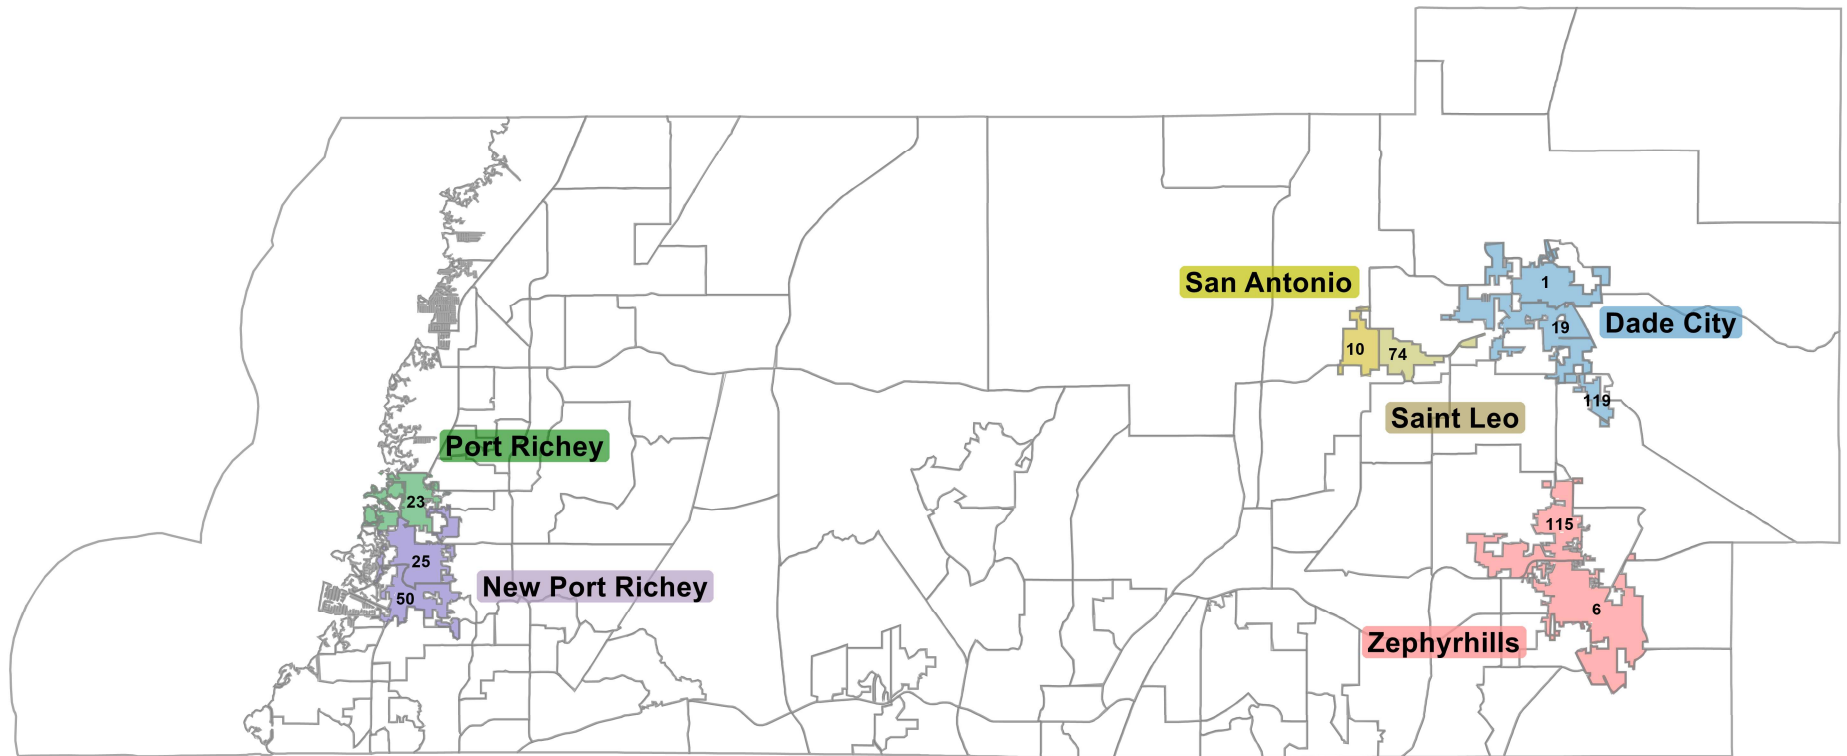 San Antonio
1
Dade City
19
10
74
119
Saint Leo
Port Richey
23
115
25
New Port Richey
50
6
Zephyrhills